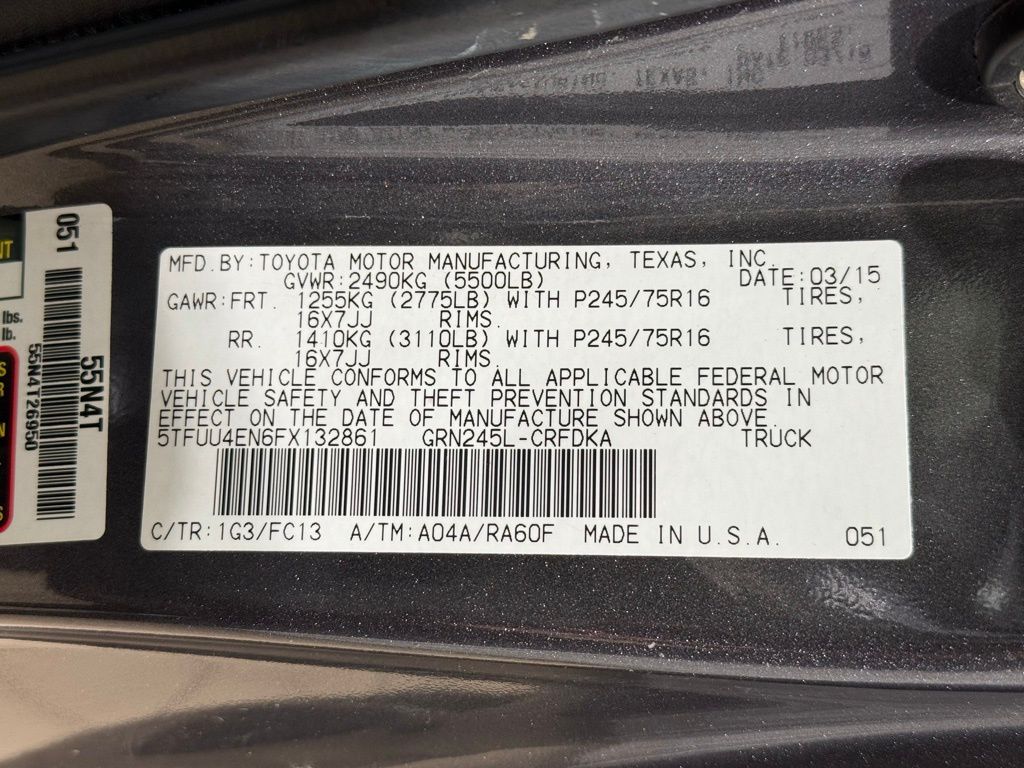 MFD.BY:TOYOTA MOTOR MANUFACTURING, TEXAS, INC.
GVWR:2490KG (5500LB) DATE:03/15
GAWR:FRT. 1255KG (2775LB) WITH P245/75R16 TIRES,
16X7JJ RIMS.
RR. 1410KG (3110LB) WITH P245/75R16 TIRES,
16X7JJ RIMS.
THIS VEHICLE CONFORMS TO ALL APPLICABLE FEDERAL MOTOR
VEHICLE SAFETY AND THEFT PREVENTION STANDARDS IN
EFFECT ON THE DATE OF MANUFACTURE SHOWN ABOVE.
5TFUU4EN6FX132861 GRN245L-CRFDKA TRUCK
C/TR:1G3/FC13 A/TM:A04A/RA60F MADE IN U.S.A. 051
051
55N4T
55N4T26950
lbs.
lb.